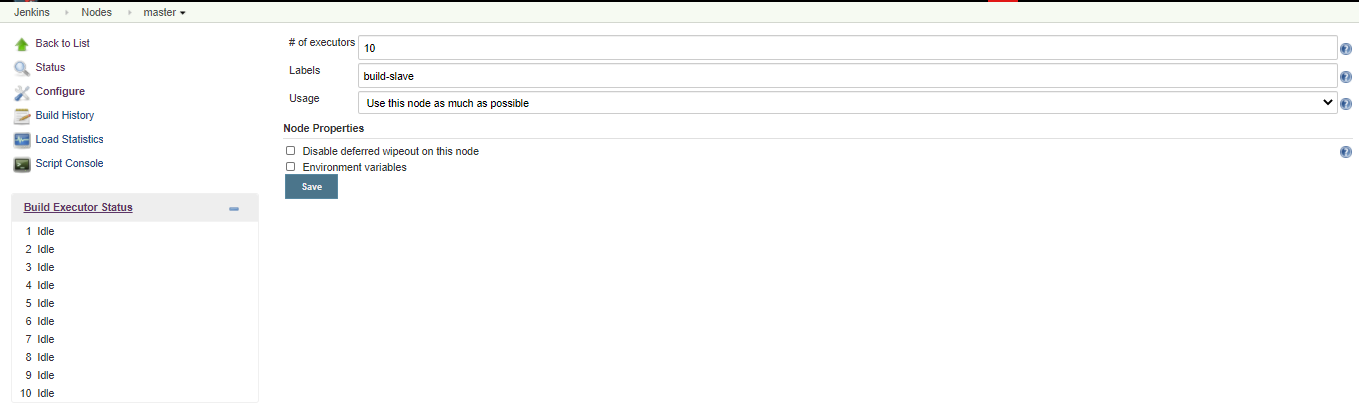 Jenkins Nodes master
Back to List
Status
Configure
Build History
Load Statistics
Script Console
Build Executor Status
1 Idle
2 Idle
3 Idle
4 Idle
5 Idle
6 Idle
7 Idle
8 Idle
9 Idle
10 Idle
# of executors 10
Labels build-slave
Usage Use this node as much as possible
Node Properties
Disable deferred wipeout on this node
Environment variables
Save